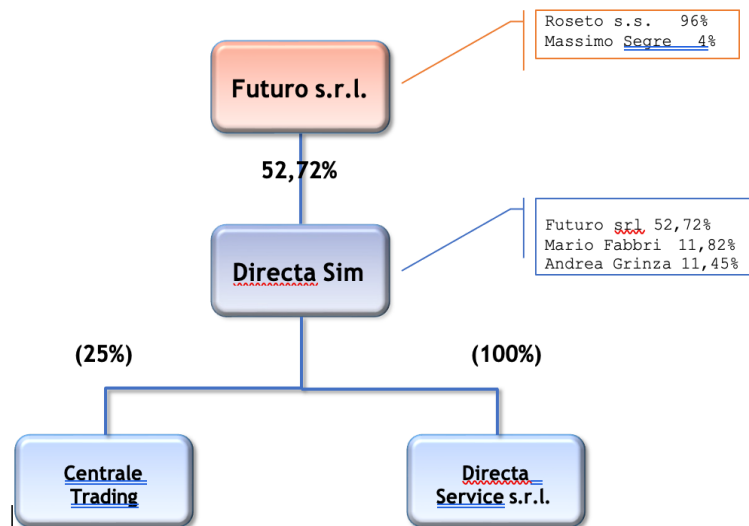 Roseto s.s. 96%
Massimo Segre 4%
Futuro s.r.l.
52,72%
Futuro srl 52,72%
Mario Fabbri 11,82%
Andrea Grinza 11,45%
Directa Sim
(25%)
(100%)
Centrale
Trading
Directa
Service s.r.l.